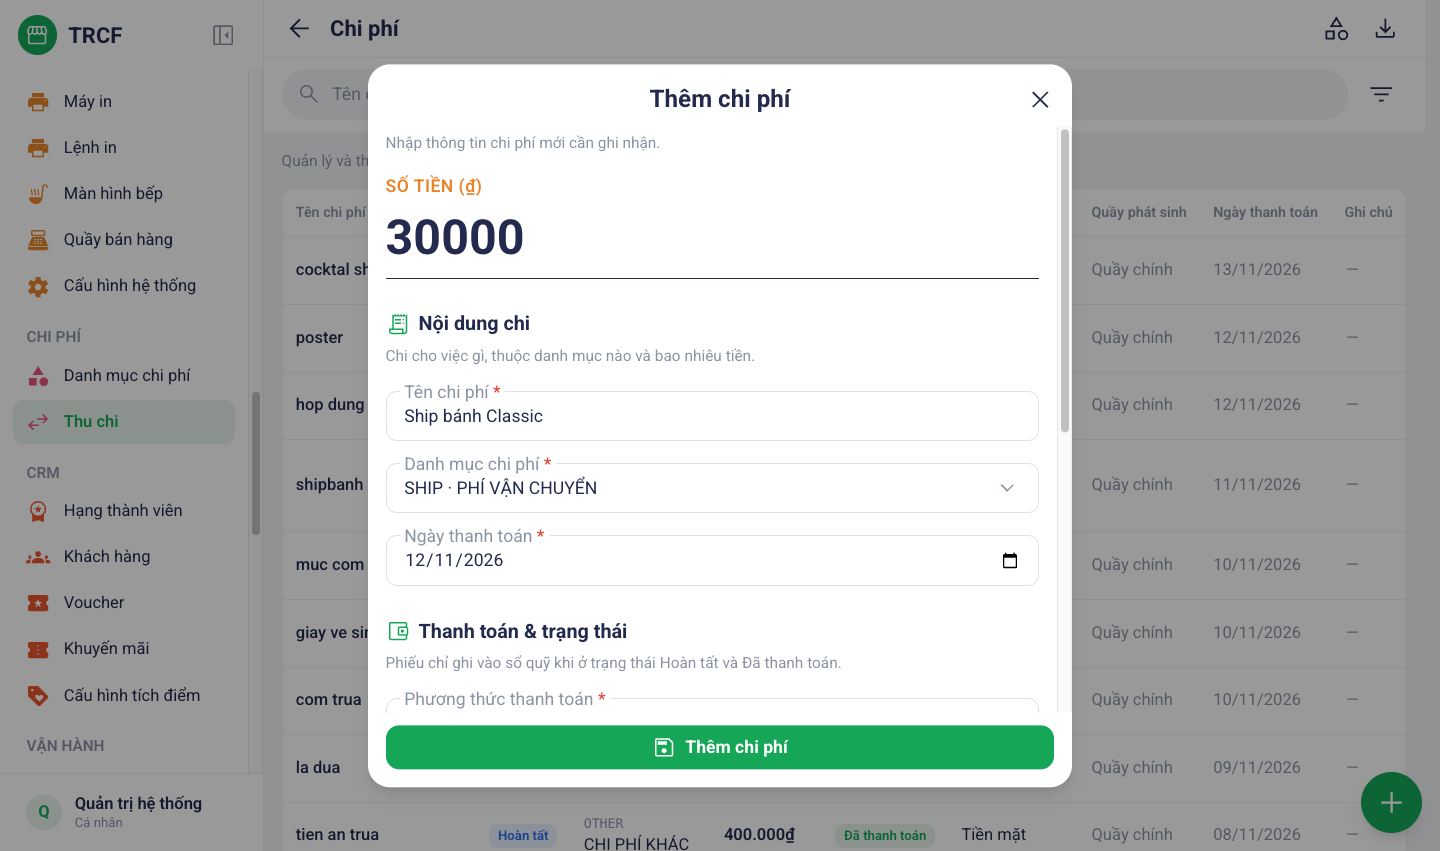 TRCF
Máy in
Lệnh in
Màn hình bếp
Quầy bán hàng
Cấu hình hệ thống
CHI PHÍ
Danh mục chi phí
Thu chi
CRM
Hạng thành viên
Khách hàng
Voucher
Khuyến mãi
Cấu hình tích điểm
VẬN HÀNH
Q
Quản trị hệ thống
Cá nhân
Chi phí
Tên
Quản lý và
Tên chi phí
Quầy phát sinh
Ngày thanh toán
Ghi chú
cocktal
Quầy chính
13/11/2026
—
poster
Quầy chính
12/11/2026
—
hop dung
Quầy chính
12/11/2026
—
shipbanh
Quầy chính
11/11/2026
—
muc com
Quầy chính
10/11/2026
—
giay ve
Quầy chính
10/11/2026
—
com trua
Quầy chính
10/11/2026
—
la dua
Quầy chính
09/11/2026
—
tien an trua
Hoàn tất
OTHER
CHI PHÍ KHÁC
400.000₫
Đã thanh toán
Tiền mặt
Quầy chính
08/11/2026
—
Thêm chi phí
Nhập thông tin chi phí mới cần ghi nhận.
SỐ TIỀN (₫)
30000
Nội dung chi
Chi cho việc gì, thuộc danh mục nào và bao nhiêu tiền.
Tên chi phí *
Ship bánh Classic
Danh mục chi phí *
SHIP · PHÍ VẬN CHUYỂN
Ngày thanh toán *
12/11/2026
Thanh toán & trạng thái
Phiếu chỉ ghi vào sổ quỹ khi ở trạng thái Hoàn tất và Đã thanh toán.
Phương thức thanh toán *
Thêm chi phí